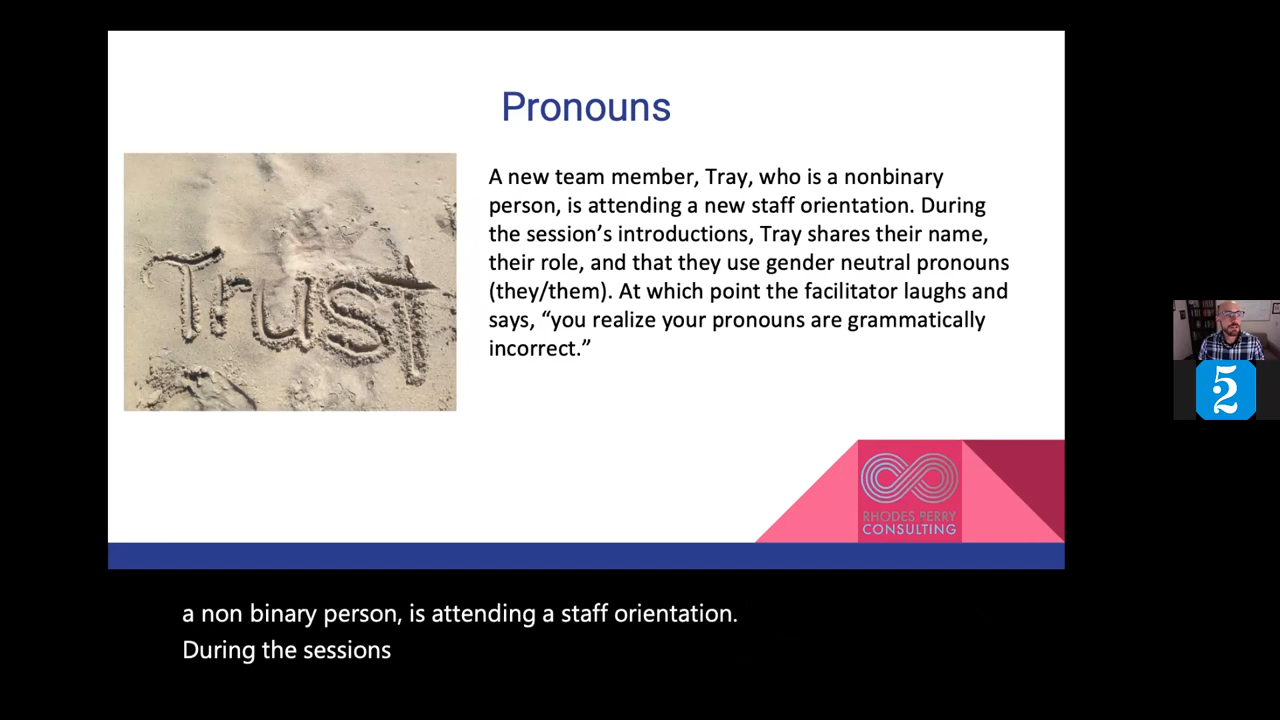 Pronouns
Trust
A new team member, Tray, who is a nonbinary
person, is attending a new staff orientation. During
the session’s introductions, Tray shares their name,
their role, and that they use gender neutral pronouns
(they/them). At which point the facilitator laughs and
says, “you realize your pronouns are grammatically
incorrect.”
RHODES PERRY
CONSULTING
52
a non binary person, is attending a staff orientation.
During the sessions